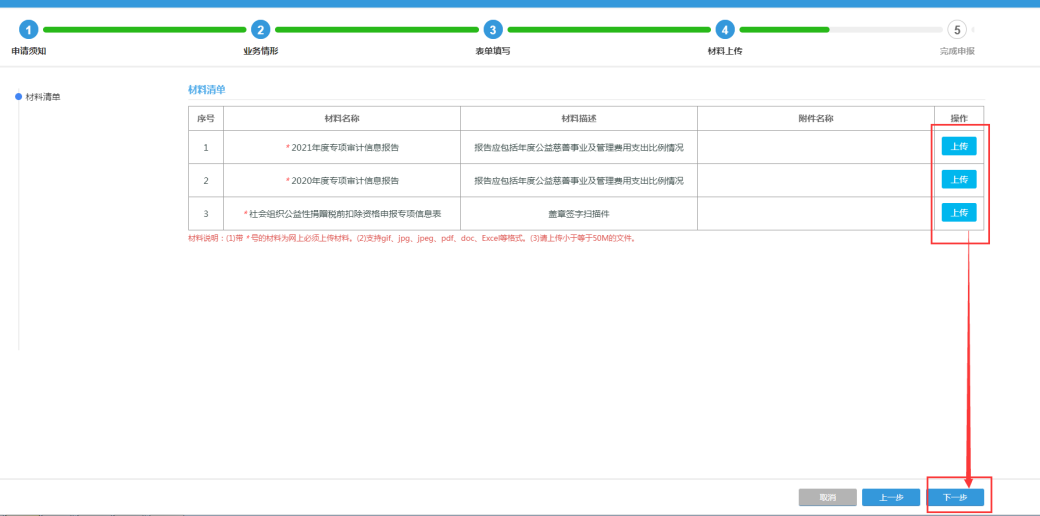 1 2 3 4 5
申请须知 业务情形 表单填写 材料上传 完成申报
材料清单
材料清单
序号 材料名称 材料描述 附件名称 操作
1 *2021年度专项审计信息报告 报告应包括年度公益慈善事业及管理费用支出比例情况 上传
2 *2020年度专项审计信息报告 报告应包括年度公益慈善事业及管理费用支出比例情况 上传
3 *社会组织公益性捐赠税前扣除资格申报专项信息表 盖章签字扫描件 上传
材料说明：(1)带 *号的材料为网上必须上传材料。(2)支持gif、jpg、jpeg、pdf、doc、Excel等格式。(3)请上传小于等于50M的文件。
取消 上一步 下一步